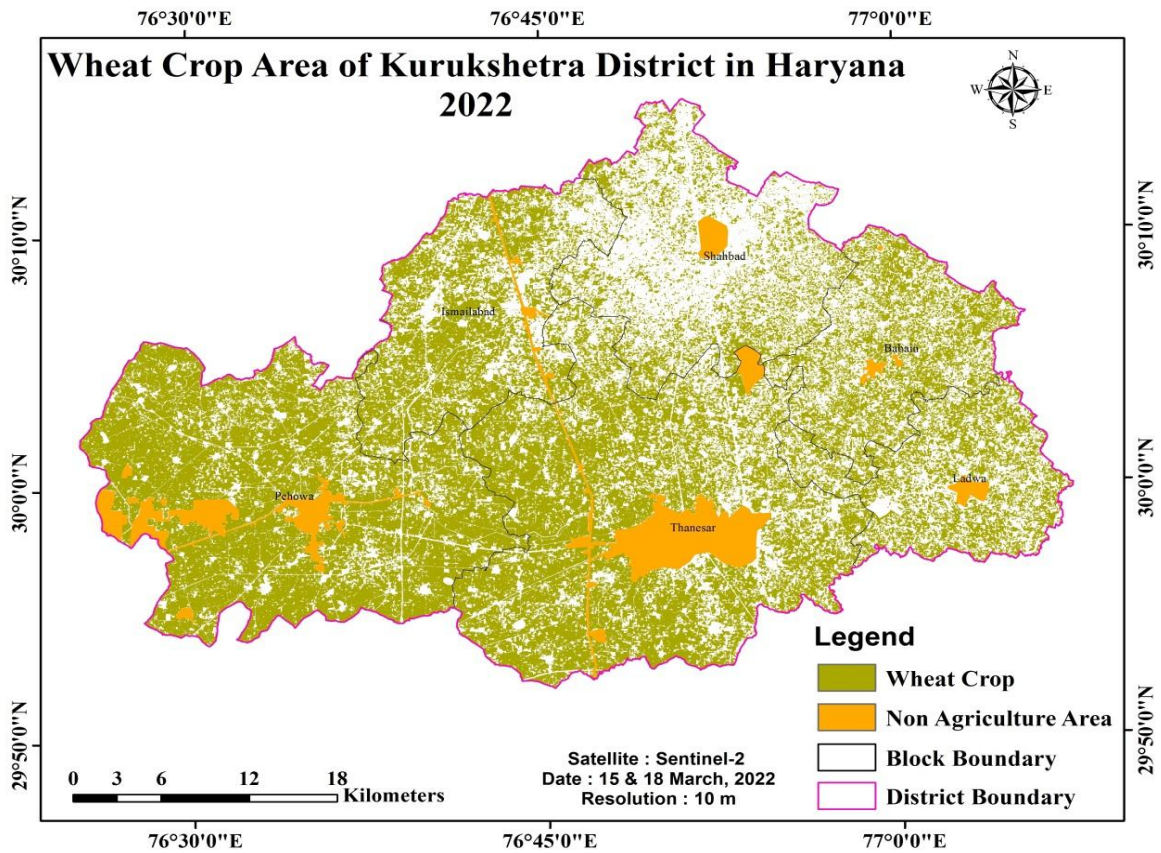 76°30'0"E 76°45'0"E 77°0'0"E
Wheat Crop Area of Kurukshetra District in Haryana
2022
N
W E
S
30°10'0"N 30°10'0"N
Shahbad
Ismailabad
Babain
30°0'0"N 30°0'0"N
Ladwa
Pehowa
Thanesar
Legend
Wheat Crop
Non Agriculture Area
Block Boundary
District Boundary
29°50'0"N 29°50'0"N
Satellite : Sentinel-2
Date : 15 & 18 March, 2022
Resolution : 10 m
0 3 6 12 18
Kilometers
76°30'0"E 76°45'0"E 77°0'0"E